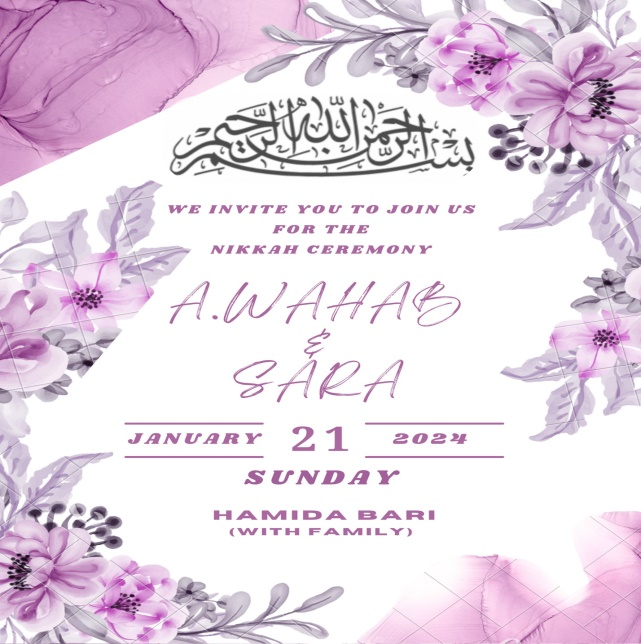 بسم الله الرحمن الرحيم
WE INVITE YOU TO JOIN US
FOR THE
NIKKAH CEREMONY
A.WAHAB
&
SARA
JANUARY 21 2024
SUNDAY
HAMIDA BARI
(WITH FAMILY)